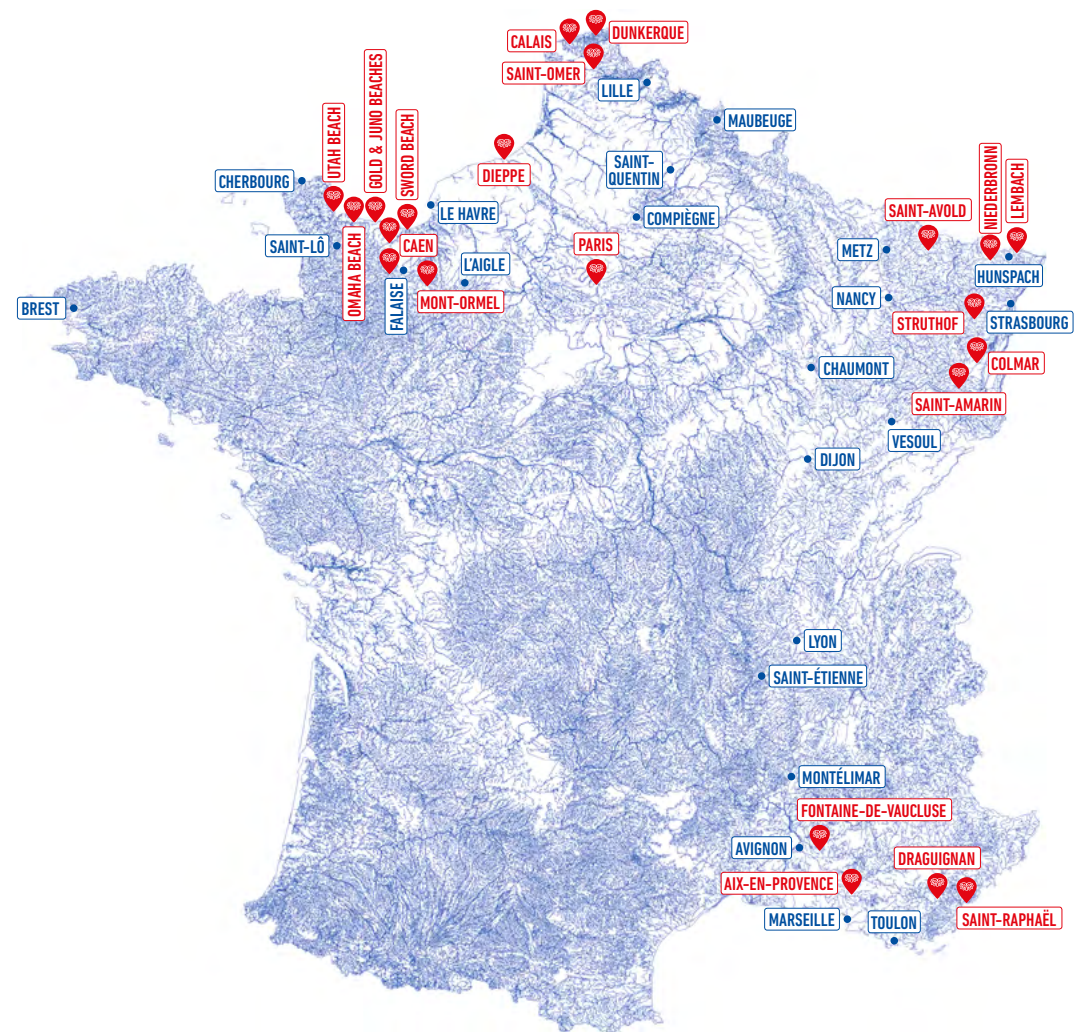 DUNKERQUE
CALAIS
SAINT-OMER
LILLE
MAUBEUGE
UTAH BEACH
GOLD & JUNO BEACHES
SWORD BEACH
DIEPPE
SAINT-
QUENTIN
CHERBOURG
LE HAVRE
COMPIÈGNE
SAINT-AVOLD
NIEDERBRONN
LEMBACH
SAINT-LÔ
OMAHA BEACH
CAEN
PARIS
METZ
HUNSPACH
L'AIGLE
FALAISE
MONT-ORMEL
NANCY
BREST
STRUTHOF
STRASBOURG
COLMAR
CHAUMONT
SAINT-AMARIN
VESOUL
DIJON
LYON
SAINT-ÉTIENNE
MONTÉLIMAR
FONTAINE-DE-VAUCLUSE
AVIGNON
DRAGUIGNAN
AIX-EN-PROVENCE
SAINT-RAPHAËL
MARSEILLE
TOULON